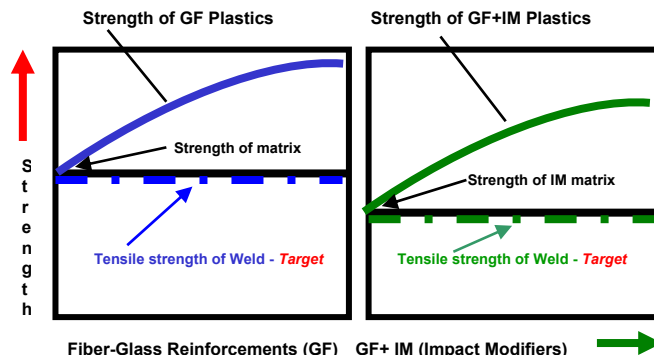 Strength of GF Plastics
Strength of GF+IM Plastics
Strength
Strength of matrix
Strength of IM matrix
Tensile strength of Weld - Target
Tensile strength of Weld - Target
Fiber-Glass Reinforcements (GF)
GF+ IM (Impact Modifiers)